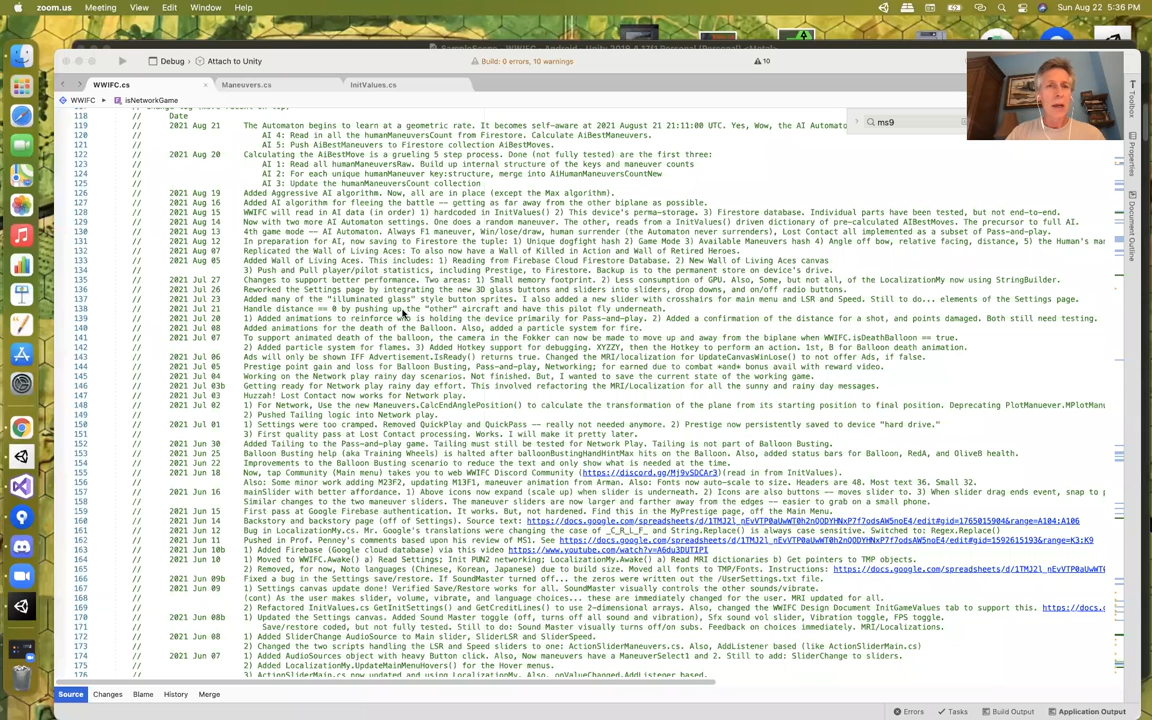 zoom.us Meeting View Edit Window Help Sun Aug 22 5:36 PM
Debug › Attach to Unity Build: 0 errors, 10 warnings 10
WWIFC.cs × Maneuvers.cs InitValues.cs
WWIFC ▸ isNetworkGame
ms9
Toolbox
Properties
Document Outline
118 // Date
119 // 2021 Aug 21 The Automaton begins to learn at a geometric rate. It becomes self-aware at 2021 August 21 21:11:00 UTC. Yes, Wow, the AI Automato
120 // AI 4: Read in all the humanManeuversCount from Firestore. Calculate AiBestManeuvers.
121 // AI 5: Push AiBestManeuvers to Firestore collection AiBestMoves.
122 // 2021 Aug 20 Calculating the AiBestMove is a grueling 5 step process. Done (not fully tested) are the first three:
123 // AI 1: Read all humanManeuversRaw. Build up internal structure of the keys and maneuver counts
124 // AI 2: For each unique humanManeuver key:structure, merge into AiHumanManeuversCountNew
125 // AI 3: Update the humanManeuversCount collection
126 // 2021 Aug 19 Added Aggressive AI algorithm. Now, all are in place (except the Max algorithm).
127 // 2021 Aug 16 Added AI algorithm for fleeing the battle -- getting as far away from the other biplane as possible.
128 // 2021 Aug 15 WWIFC will read in AI data (in order) 1) hardcoded in InitValues() 2) This device's perma-storage. 3) Firestore database. Individual parts have been tested, but not end-to-end.
129 // 2021 Aug 14 Now with two more AI Automaton settings. One does a random maneuver. The other, reads from a InitValues() driven dictionary of pre-calculated AIBestMoves. The precursor to full AI.
130 // 2021 Aug 13 4th game mode -- AI Automaton. Always F1 maneuver, Win/lose/draw, human surrender (the Automaton never surrenders), Lost Contact all implemented as a subset of Pass-and-play.
131 // 2021 Aug 12 In preparation for AI, now saving to Firestore the tuple: 1) Unique dogfight hash 2) Game Mode 3) Available Maneuvers hash 4) Angle off bow, relative facing, distance, 5) the Human's mar
132 // 2021 Aug 07 Replicated the Wall of Living Aces: To also now have a Wall of Killed in Action and Wall of Retired Heroes.
133 // 2021 Aug 05 Added Wall of Living Aces. This includes: 1) Reading from Firebase Cloud Firestore Database. 2) New Wall of Living Aces canvas
134 // 3) Push and Pull player/pilot statistics, including Prestige, to Firestore. Backup is to the permanent store on device's drive.
135 // 2021 Jul 27 Changes to support better performance. Two areas: 1) Small memory footprint. 2) Less consumption of GPU. Also, Some, but not all, of the LocalizationMy now using StringBuilder.
136 // 2021 Jul 26 Reworked the Settings page by integrating the new 3D glass buttons and sliders into sliders, drop downs, and on/off radio buttons.
137 // 2021 Jul 23 Added many of the "illuminated glass" style button sprites. I also added a new slider with crosshairs for main menu and LSR and Speed. Still to do... elements of the Settings page.
138 // 2021 Jul 21 Handle distance == 0 by pushing up the "other" aircraft and have this pilot fly underneath.
139 // 2021 Jul 20 1) Added animations to reinforce who is holding the device primarily for Pass-and-play. 2) Added a confirmation of the distance for a shot, and points damaged. Both still need testing.
140 // 2021 Jul 08 Added animations for the death of the Balloon. Also, added a particle system for fire.
141 // 2021 Jul 07 To support animated death of the balloon, the camera in the Fokker can now be made to move up and away from the biplane when WWIFC.isDeathBalloon == true.
142 // 2) Added particle system for flames. 3) Added Hotkey support for debugging. XYZZY, then the Hotkey to perform an action. 1st, B for Balloon death animation.
143 // 2021 Jul 06 Ads will only be shown IFF Advertisement.IsReady() returns true. Changed the MRI/localization for UpdateCanvasWinLose() to not offer Ads, if false.
144 // 2021 Jul 05 Prestige point gain and loss for Balloon Busting, Pass-and-play, Networking; for earned due to combat *and* bonus avail with reward video.
145 // 2021 Jul 04 Working on the Network play rainy day scenarios. Not finished. But, I wanted to save the current state of the working game.
146 // 2021 Jul 03b Getting ready for Network play rainy day effort. This involved refactoring the MRI/Localization for all the sunny and rainy day messages.
147 // 2021 Jul 03 Huzzah! Lost Contact now works for Network play.
148 // 2021 Jul 02 1) For Network, Use the new Maneuvers.CalcEndAnglePosition() to calculate the transformation of the plane from its starting position to final position. Deprecating PlotManuever.MPlotMan
149 // 2) Pushed Tailing logic into Network play.
150 // 2021 Jul 01 1) Settings were too cramped. Removed QuickPlay and QuickPass -- really not needed anymore. 2) Prestige now persistently saved to device "hard drive."
151 // 3) First quality pass at Lost Contact processing. Works. I will make it pretty later.
152 // 2021 Jun 30 Added Tailing to the Pass-and-play game. Tailing must still be tested for Network Play. Tailing is not part of Balloon Busting.
153 // 2021 Jun 25 Balloon Busting help (aka Training Wheels) is halted after balloonBustingHandHintMax hits on the Balloon. Also, added status bars for Balloon, RedA, and OliveB health.
154 // 2021 Jun 22 Improvements to the Balloon Busting scenario to reduce the text and only show what is needed at the time.
155 // 2021 Jun 18 Now, tap Community (Main menu) takes you to web WWIFC Discord Community (https://discord.gg/Mj9vSDCAr3)(read in from InitValues).
156 // Also: Some minor work adding M23F2, updating M13F1, maneuver animation from Arman. Also: Fonts now auto-scale to size. Headers are 48. Most text 36. Small 32.
157 // 2021 Jun 16 mainSlider with better affordance. 1) Above icons now expand (scale up) when slider is underneath. 2) Icons are also buttons -- moves slider to. 3) When slider drag ends event, snap to p
158 // Similar changes to the two maneuver sliders. The maneuver sliders are now larger and farther away from the edges -- easier to grab on a small phone.
159 // 2021 Jun 15 First pass at Google Firebase authentication. It works. But, not hardened. Find this in the MyPrestige page, off the Main Menu.
160 // 2021 Jun 14 Backstory and backstory page (off of Settings). Source text:
161 // 2021 Jun 12 Bug in LocalizationMy.cs. Mr. Google's translations were changing the case of _C_R_L_F_ and String.Replace() is always case sensitive. Switched to: Regex.Replace()
162 // 2021 Jun 11 Pushed in Prof. Penney's comments based upon his review of MS1. See
163 // 2021 Jun 10b 1) Added Firebase (Google cloud database) via this video https://www.youtube.com/watch?v=A6du3DUTIPI
164 // 2021 Jun 10 1) Moved to WWIFC.Awake() a) Read Settings; Init PUN2 networking; LocalizationMy.Awake() a) Read MRI dictionaries b) Get pointers to TMP objects.
165 // 2) Removed, for now, Noto languages (Chinese, Korean, Japanese) due to build size. Moved all fonts to TMP/Fonts. Instructions:
166 // 2021 Jun 09b Fixed a bug in the Settings save/restore. If SoundMaster turned off... the zeros were written out the /UserSettings.txt file.
167 // 2021 Jun 09 1) Settings canvas update done! Verified Save/Restore works for all. SoundMaster visually controls the other sounds/vibrate.
168 // (cont) As the user makes slider, volume, vibrate, and language choices... these are immediately changed for the user. MRI updated for all.
169 // 2) Refactored InitValues.cs GetInitSettings() and GetCreditLines() to use 2-dimensional arrays. Also, changed the WWIFC Design Document InitGameValues tab to support this. https://docs.c
170 // 2021 Jun 08b 1) Updated the Settings canvas. Added Sound Master toggle (off, turns off all sound and vibration), Sfx sound vol slider, Vibration toggle, FPS toggle.
171 // Save/restore coded, but not fully tested. Still to do: Sound Master visually turns off/on subs. Feedback on choices immediately. MRI/Localizations.
172 // 2021 Jun 08 1) Added SliderChange AudioSource to Main slider, SliderLSR and SliderSpeed.
173 // 2) Changed the two scripts handling the LSR and Speed sliders to one: ActionSliderManeuvers.cs. Also, AddListener based (like ActionSliderMain.cs)
174 // 2021 Jun 07 1) Added AudioSources object with heavy Button click. Also, Now maneuvers have a ManeuverSelect1 and 2. Still to add: SliderChange to sliders.
175 // 2) Added LocalizationMy.UpdateMainMenuHovers() for the Hover menus.
176 // 3) ActionSliderMain.cs now updated and using LocalizationMy. Also, onValueChanged.AddListener based.
Source Changes Blame History Merge
Errors Tasks Build Output Application Output